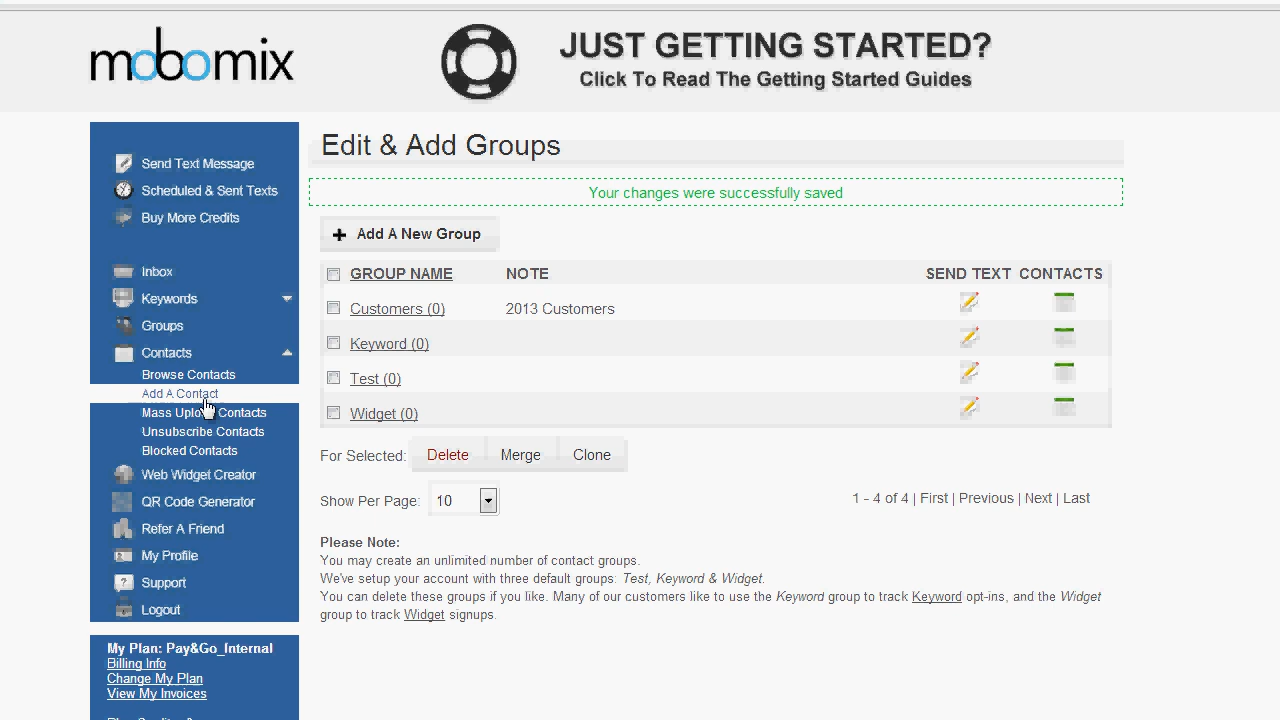 mobomix
JUST GETTING STARTED?
Click To Read The Getting Started Guides
Send Text Message
Scheduled & Sent Texts
Buy More Credits
Inbox
Keywords
Groups
Contacts
Browse Contacts
Add A Contact
Mass Upload Contacts
Unsubscribe Contacts
Blocked Contacts
Web Widget Creator
QR Code Generator
Refer A Friend
My Profile
Support
Logout
My Plan: Pay&Go_Internal
Billing Info
Change My Plan
View My Invoices
Edit & Add Groups
Your changes were successfully saved
Add A New Group
GROUP NAME NOTE SEND TEXT CONTACTS
Customers (0) 2013 Customers
Keyword (0)
Test (0)
Widget (0)
For Selected: Delete Merge Clone
Show Per Page: 10 1 - 4 of 4 | First | Previous | Next | Last
Please Note:
You may create an unlimited number of contact groups.
We've setup your account with three default groups. Test, Keyword & Widget.
You can delete these groups if you like. Many of our customers like to use the Keyword group to track Keyword opt-ins, and the Widget
group to track Widget signups.